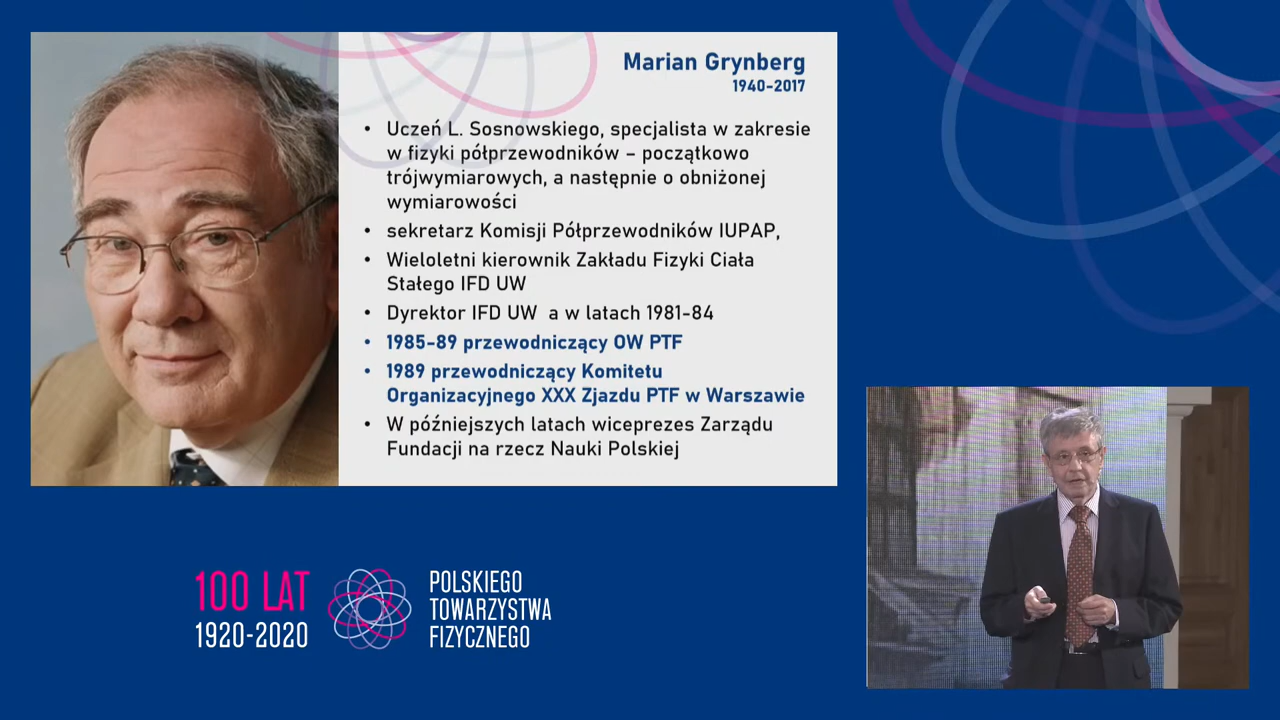 Marian Grynberg
1940-2017
• Uczeń L. Sosnowskiego, specjalista w zakresie
w fizyki półprzewodników – początkowo
trójwymiarowych, a następnie o obniżonej
wymiarowości
• sekretarz Komisji Półprzewodników IUPAP,
• Wieloletni kierownik Zakładu Fizyki Ciała
Stałego IFD UW
• Dyrektor IFD UW  a w latach 1981-84
• 1985-89 przewodniczący OW PTF
• 1989 przewodniczący Komitetu
Organizacyjnego XXX Zjazdu PTF w Warszawie
• W późniejszych latach wiceprezes Zarządu
Fundacji na rzecz Nauki Polskiej
100 LAT
1920-2020
POLSKIEGO
TOWARZYSTWA
FIZYCZNEGO